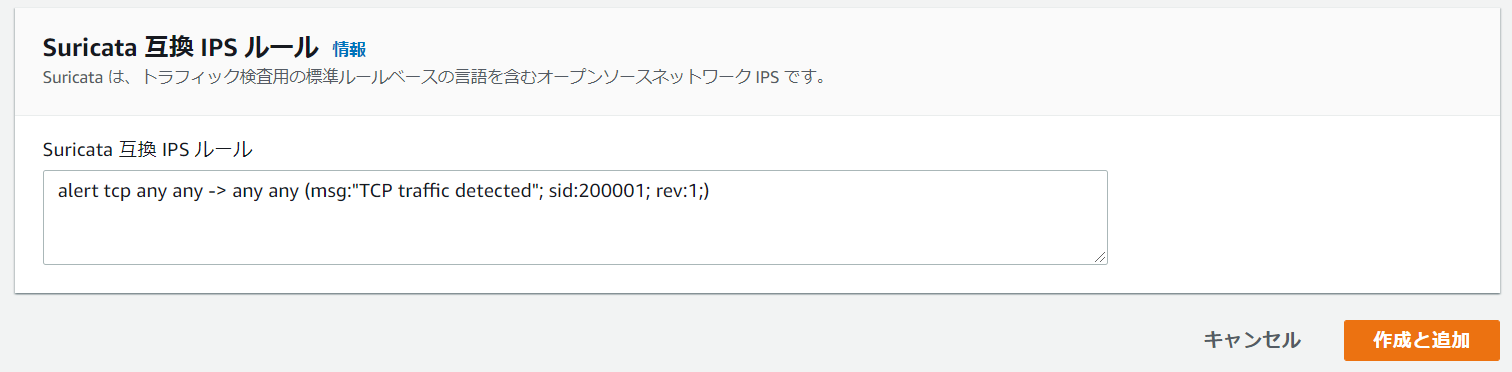 Suricata 互換 IPS ルール 情報
Suricata は、トラフィック検査用の標準ルールベースの言語を含むオープンソースネットワーク IPS です。
Suricata 互換 IPS ルール
alert tcp any any -> any any (msg:"TCP traffic detected"; sid:200001; rev:1;)
キャンセル 作成と追加